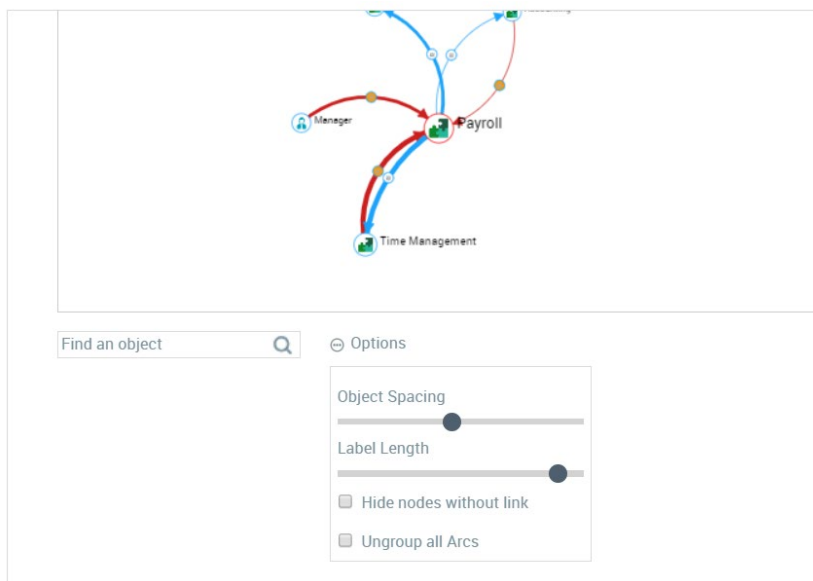 Manager
Payroll
Time Management
Find an object
Options
Object Spacing
Label Length
Hide nodes without link
Ungroup all Arcs